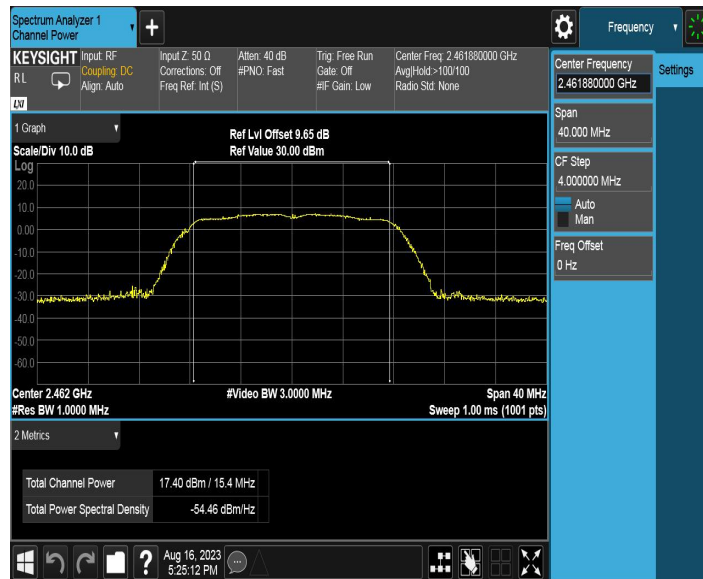 Spectrum Analyzer 1
Channel Power
Frequency
KEYSIGHT
RL
LXI
Input: RF
Coupling: DC
Align: Auto
Input Z: 50 Ω
Corrections: Off
Freq Ref: Int (S)
Atten: 40 dB
#PNO: Fast
Trig: Free Run
Gate: Off
#IF Gain: Low
Center Freq: 2.461880000 GHz
Avg|Hold:>100/100
Radio Std: None
Center Frequency
2.461880000 GHz
Settings
Span
40.000 MHz
CF Step
4.000000 MHz
Auto
Man
Freq Offset
0 Hz
1 Graph
Scale/Div 10.0 dB
Ref Lvl Offset 9.65 dB
Ref Value 30.00 dBm
Log
20.0
10.0
0.00
-10.0
-20.0
-30.0
-40.0
-50.0
-60.0
Center 2.462 GHz
#Video BW 3.0000 MHz
Span 40 MHz
#Res BW 1.0000 MHz
Sweep 1.00 ms (1001 pts)
2 Metrics
Total Channel Power 17.40 dBm / 15.4 MHz
Total Power Spectral Density -54.46 dBm/Hz
?
Aug 16, 2023
5:25:12 PM